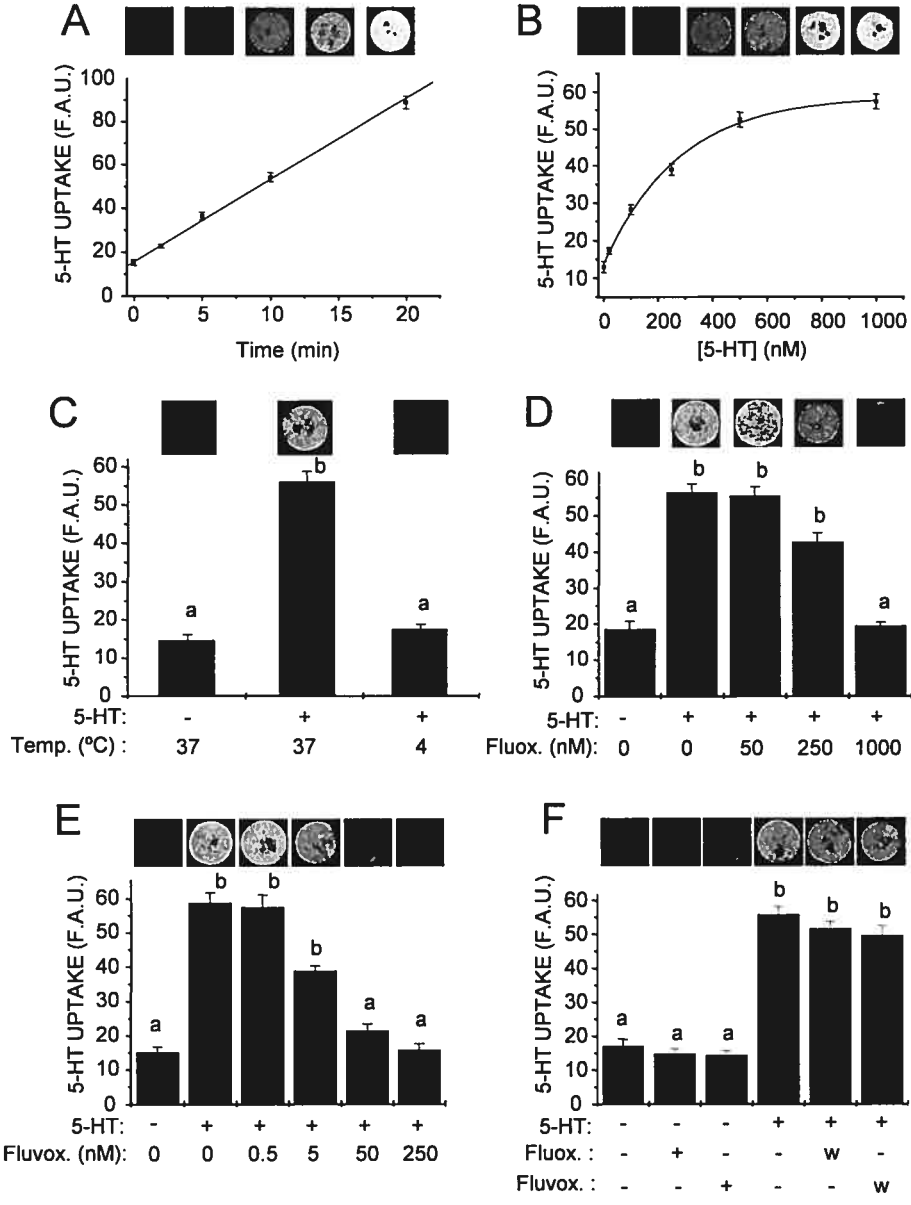 A
5-HT UPTAKE (F.A.U.)
100
80
60
40
20
0
0 5 10 15 20
Time (min)
B
5-HT UPTAKE (F.A.U.)
60
50
40
30
20
10
0 200 400 600 800 1000
[5-HT] (nM)
C
5-HT UPTAKE (F.A.U.)
60
50
40
30
20
10
0
a b a
5-HT: - + +
Temp. (ºC) : 37 37 4
D
5-HT UPTAKE (F.A.U.)
60
50
40
30
20
10
0
a b b b a
5-HT: - + + + +
Fluox. (nM): 0 0 50 250 1000
E
5-HT UPTAKE (F.A.U.)
60
50
40
30
20
10
0
a b b b a a
5-HT: - + + + + +
Fluvox. (nM): 0 0 0.5 5 50 250
F
5-HT UPTAKE (F.A.U.)
60
50
40
30
20
10
0
a a a b b b
5-HT: - - - + + +
Fluox. : - + - - w -
Fluvox. : - - + - - w